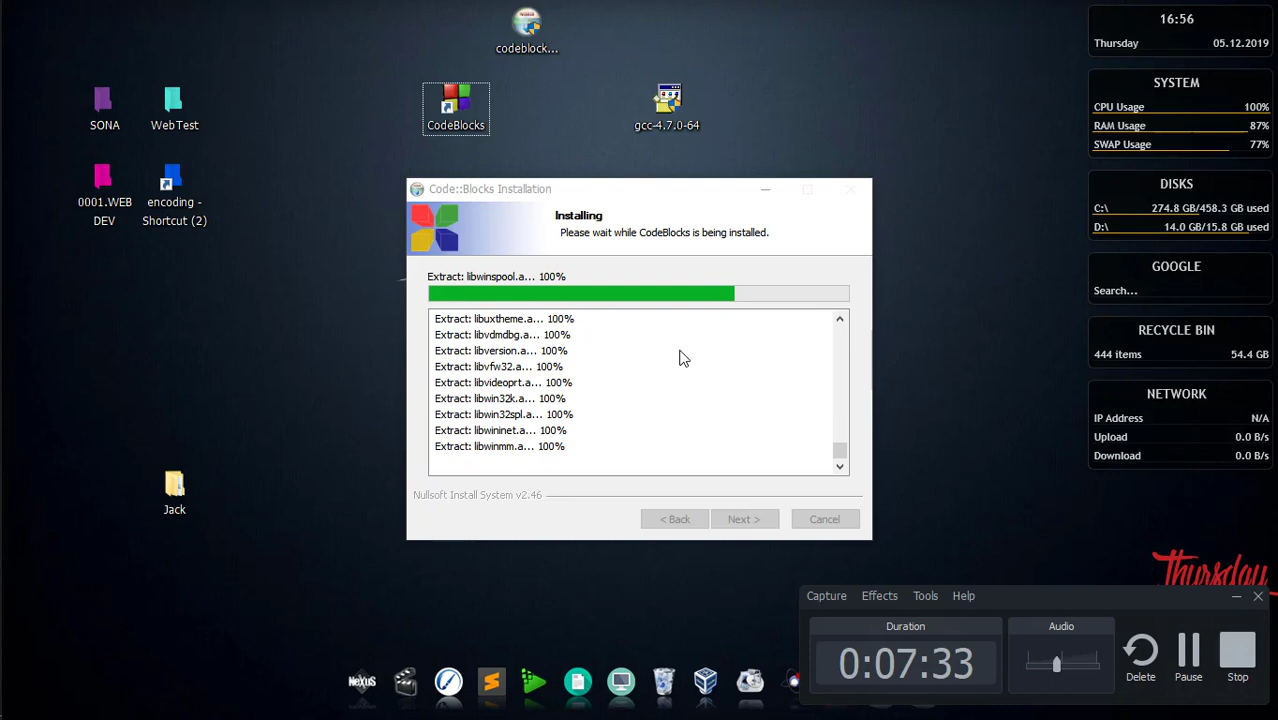 codeblock...
CodeBlocks
gcc-4.7.0-64
SONA
WebTest
0001.WEB
DEV
encoding -
Shortcut (2)
Jack
Code::Blocks Installation
Installing
Please wait while CodeBlocks is being installed.
Extract: libwinspool.a... 100%
Extract: libuxtheme.a... 100%
Extract: libvdmdbg.a... 100%
Extract: libversion.a... 100%
Extract: libvfw32.a... 100%
Extract: libvideoprt.a... 100%
Extract: libwin32k.a... 100%
Extract: libwin32spl.a... 100%
Extract: libwininet.a... 100%
Extract: libwinmm.a... 100%
Nullsoft Install System v2.46
< Back
Next >
Cancel
16:56
Thursday 05.12.2019
SYSTEM
CPU Usage 100%
RAM Usage 87%
SWAP Usage 77%
DISKS
C:\ 274.8 GB/458.3 GB used
D:\ 14.0 GB/15.8 GB used
GOOGLE
Search...
RECYCLE BIN
444 items 54.4 GB
NETWORK
IP Address N/A
Upload 0.0 B/s
Download 0.0 B/s
Thursday
Capture Effects Tools Help
Duration
0:07:33
Audio
Delete
Pause
Stop
NEXUS